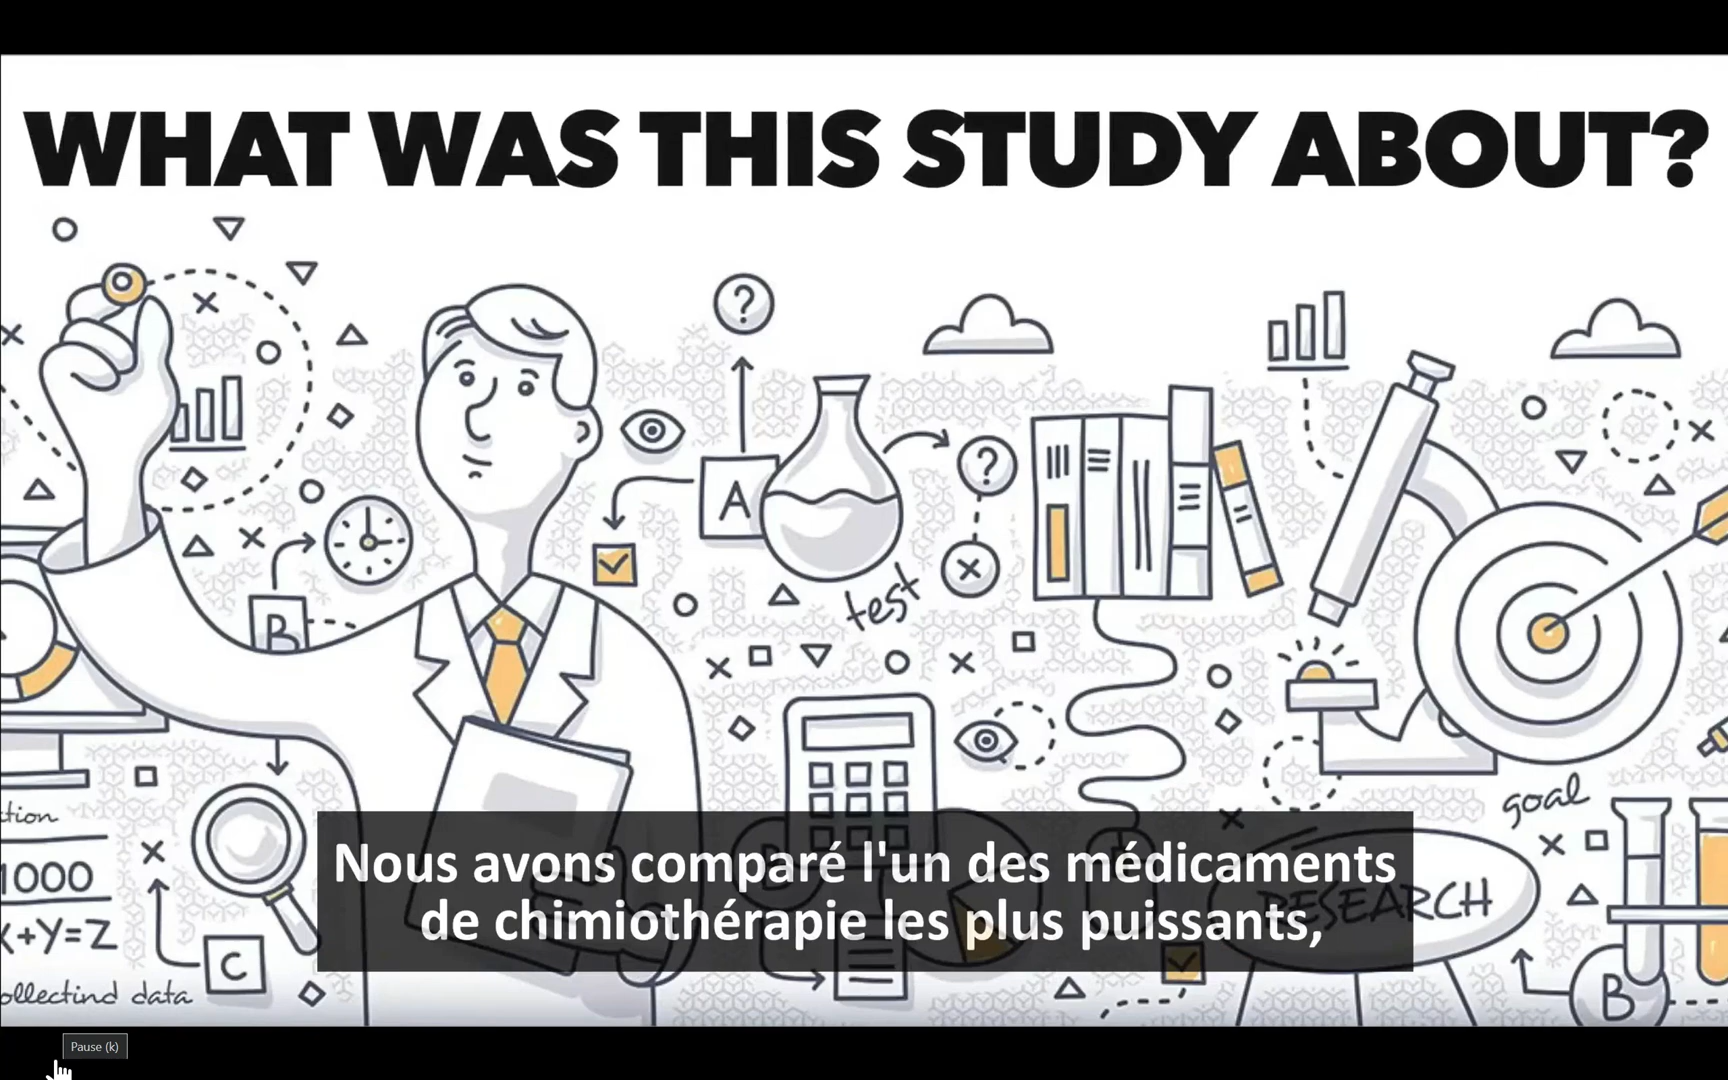 WHAT WAS THIS STUDY ABOUT?
?
A
?
test
B
goal
tion
1000
X+Y=Z
C
ollectind data
RESEARCH
B
Nous avons comparé l'un des médicaments
de chimiothérapie les plus puissants,
Pause (k)